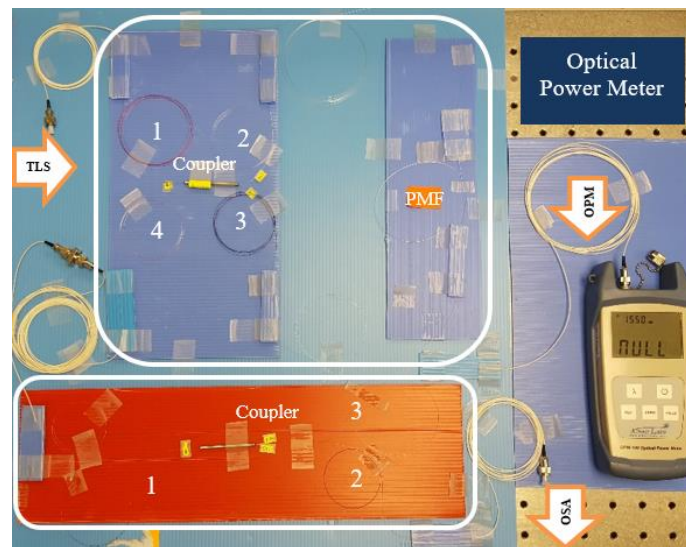 Optical
Power Meter
1
2
Coupler
TLS
PMF
OPM
4
3
1550
NULL
λ
Coupler
3
1
2
OSA